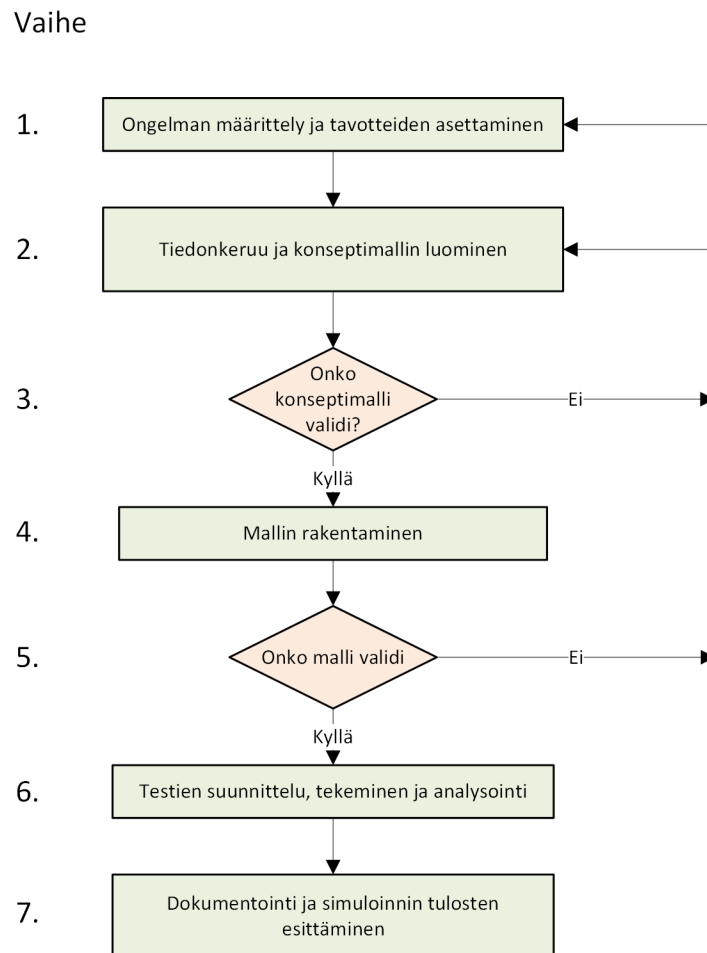 Vaihe
1.
Ongelman määrittely ja tavotteiden asettaminen
2.
Tiedonkeruu ja konseptimallin luominen
3.
Onko
konseptimalli
validi?
Ei
Kyllä
4.
Mallin rakentaminen
5.
Onko malli validi
Ei
Kyllä
6.
Testien suunnittelu, tekeminen ja analysointi
7.
Dokumentointi ja simuloinnin tulosten
esittäminen